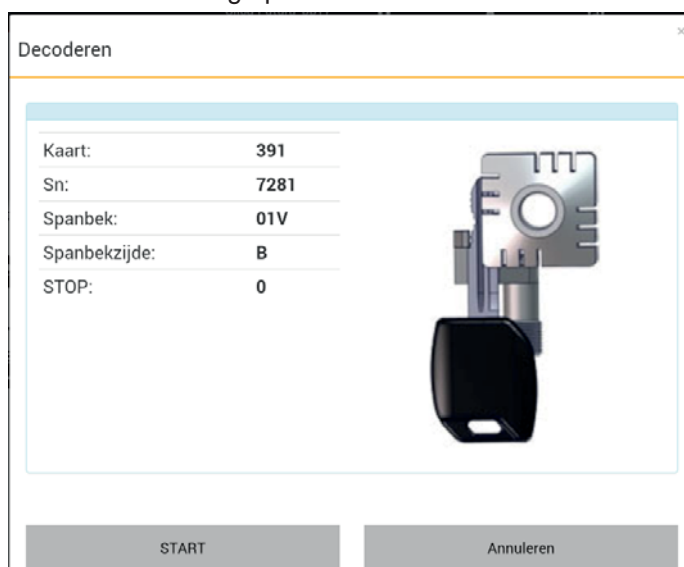 Decoderen
×
Kaart: 391
Sn: 7281
Spanbek: 01V
Spanbekzijde: B
STOP: 0
START
Annuleren